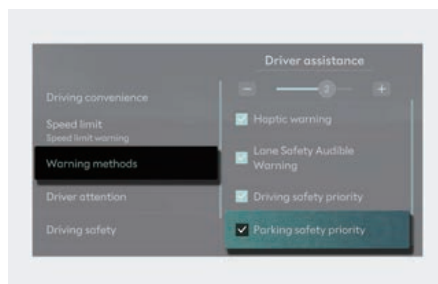 Driver assistance
Driving convenience
Speed limit
Speed limit warning
Warning methods
Driver attention
Driving safety
−
2
+
Haptic warning
Lane Safety Audible
Warning
Driving safety priority
Parking safety priority